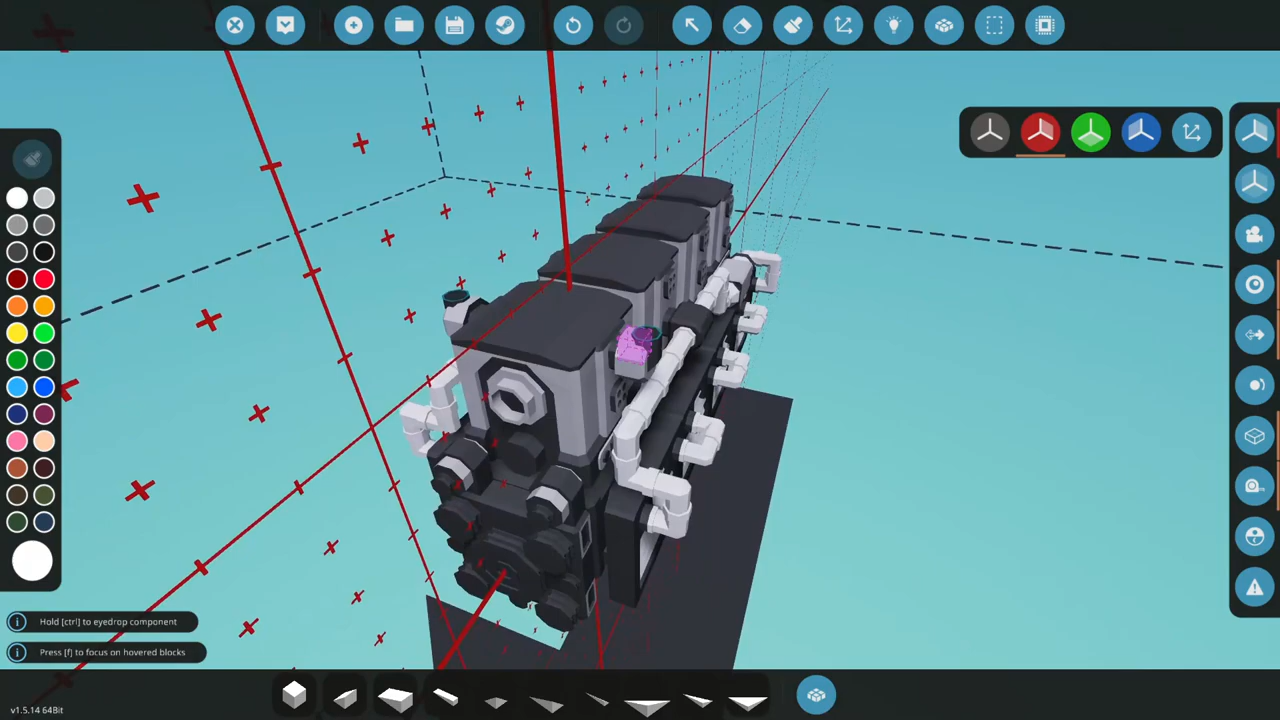 Hold [ctrl] to eyedrop component
Press [f] to focus on hovered blocks
v1.5.14 64Bit